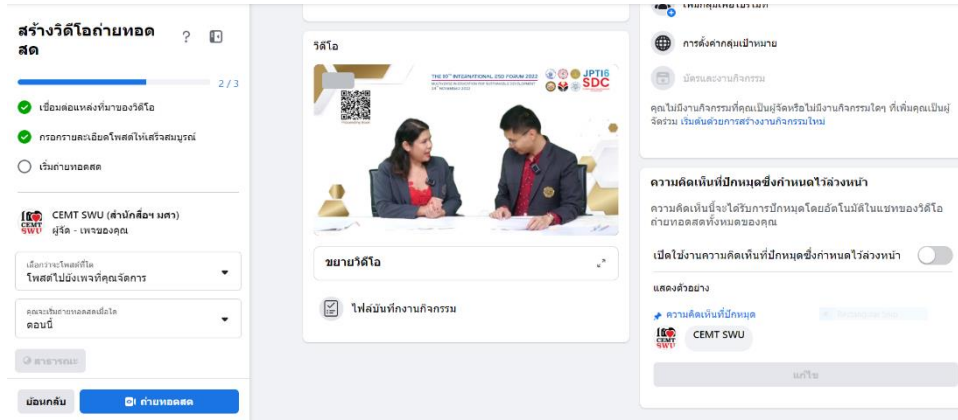 สร้างวิดีโอถ่ายทอด
สด
?
2 / 3
เชื่อมต่อแหล่งที่มาของวิดีโอ
กรอกรายละเอียดโพสต์ให้เสร็จสมบูรณ์
เริ่มถ่ายทอดสด
CEMT SWU (สำนักสื่อฯ มศว)
ผู้จัด - เพจของคุณ
เลือกว่าจะโพสต์ที่ใด
โพสต์ไปยังเพจที่คุณจัดการ
คุณจะเริ่มถ่ายทอดสดเมื่อใด
ตอนนี้
สาธารณะ
ย้อนกลับ
ถ่ายทอดสด
วิดีโอ
JPTI6
SDC
ขยายวิดีโอ
ไฟล์บันทึกงานกิจกรรม
การตั้งค่ากลุ่มเป้าหมาย
บัตรและงานกิจกรรม
คุณไม่มีงานกิจกรรมที่คุณเป็นผู้จัดหรือไม่มีงานกิจกรรมใดๆ ที่เพิ่มคุณเป็นผู้
จัดร่วม เริ่มต้นด้วยการสร้างงานกิจกรรมใหม่
ความคิดเห็นที่ปักหมุดซึ่งกำหนดไว้ล่วงหน้า
ความคิดเห็นนี้จะได้รับการปักหมุดโดยอัตโนมัติในแชทของวิดีโอ
ถ่ายทอดสดทั้งหมดของคุณ
เปิดใช้งานความคิดเห็นที่ปักหมุดซึ่งกำหนดไว้ล่วงหน้า
แสดงตัวอย่าง
ความคิดเห็นที่ปักหมุด
CEMT SWU
แก้ไข